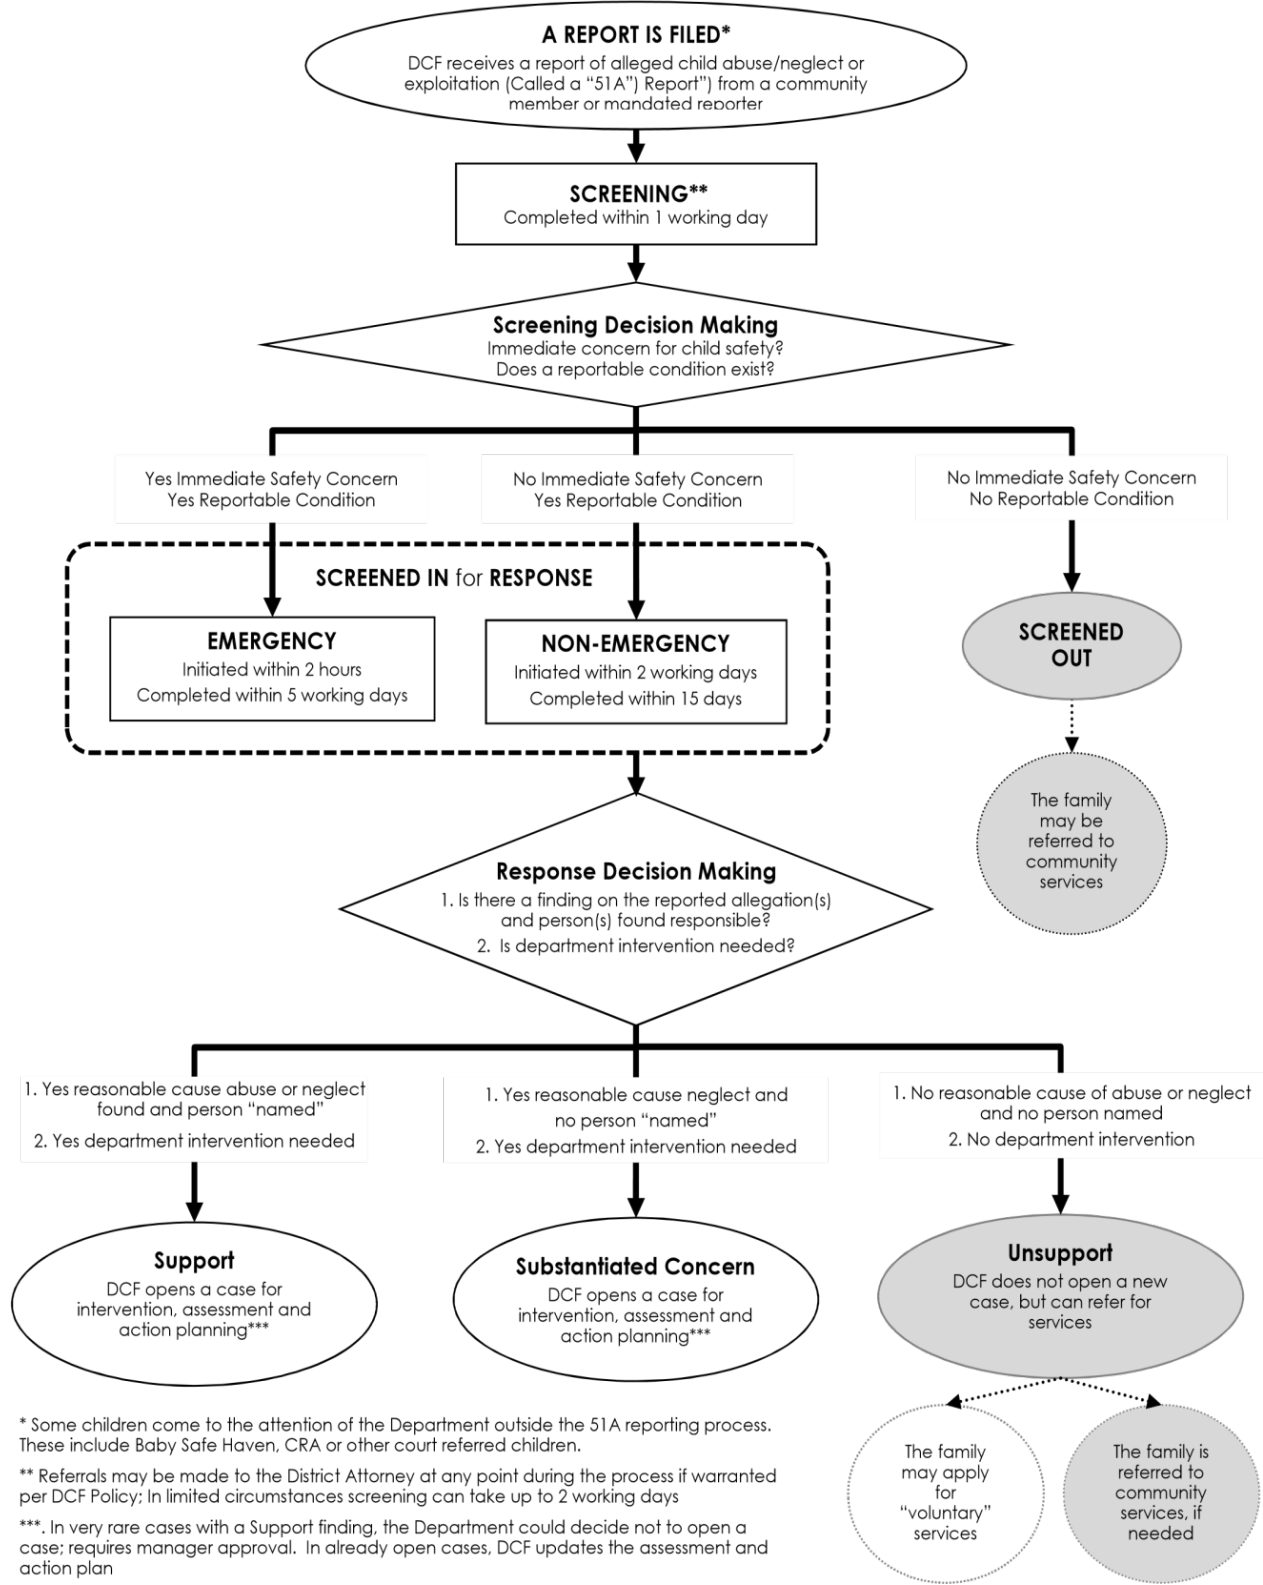 A REPORT IS FILED*
DCF receives a report of alleged child abuse/neglect or
exploitation (Called a “51A”) Report”) from a community
member or mandated reporter
SCREENING**
Completed within 1 working day
Screening Decision Making
Immediate concern for child safety?
Does a reportable condition exist?
Yes Immediate Safety Concern
Yes Reportable Condition
No Immediate Safety Concern
Yes Reportable Condition
No Immediate Safety Concern
No Reportable Condition
SCREENED IN for RESPONSE
EMERGENCY
Initiated within 2 hours
Completed within 5 working days
NON-EMERGENCY
Initiated within 2 working days
Completed within 15 days
SCREENED
OUT
The family
may be
referred to
community
services
Response Decision Making
1. Is there a finding on the reported allegation(s)
and person(s) found responsible?
2. Is department intervention needed?
1. Yes reasonable cause abuse or neglect
found and person “named”
2. Yes department intervention needed
1. Yes reasonable cause neglect and
no person “named”
2. Yes department intervention needed
1. No reasonable cause of abuse or neglect
and no person named
2. No department intervention
Support
DCF opens a case for
intervention, assessment and
action planning***
Substantiated Concern
DCF opens a case for
intervention, assessment and
action planning***
Unsupport
DCF does not open a new
case, but can refer for
services
The family
may apply
for
“voluntary”
services
The family is
referred to
community
services, if
needed
* Some children come to the attention of the Department outside the 51A reporting process.
These include Baby Safe Haven, CRA or other court referred children.
** Referrals may be made to the District Attorney at any point during the process if warranted
per DCF Policy; In limited circumstances screening can take up to 2 working days
***. In very rare cases with a Support finding, the Department could decide not to open a
case; requires manager approval. In already open cases, DCF updates the assessment and
action plan